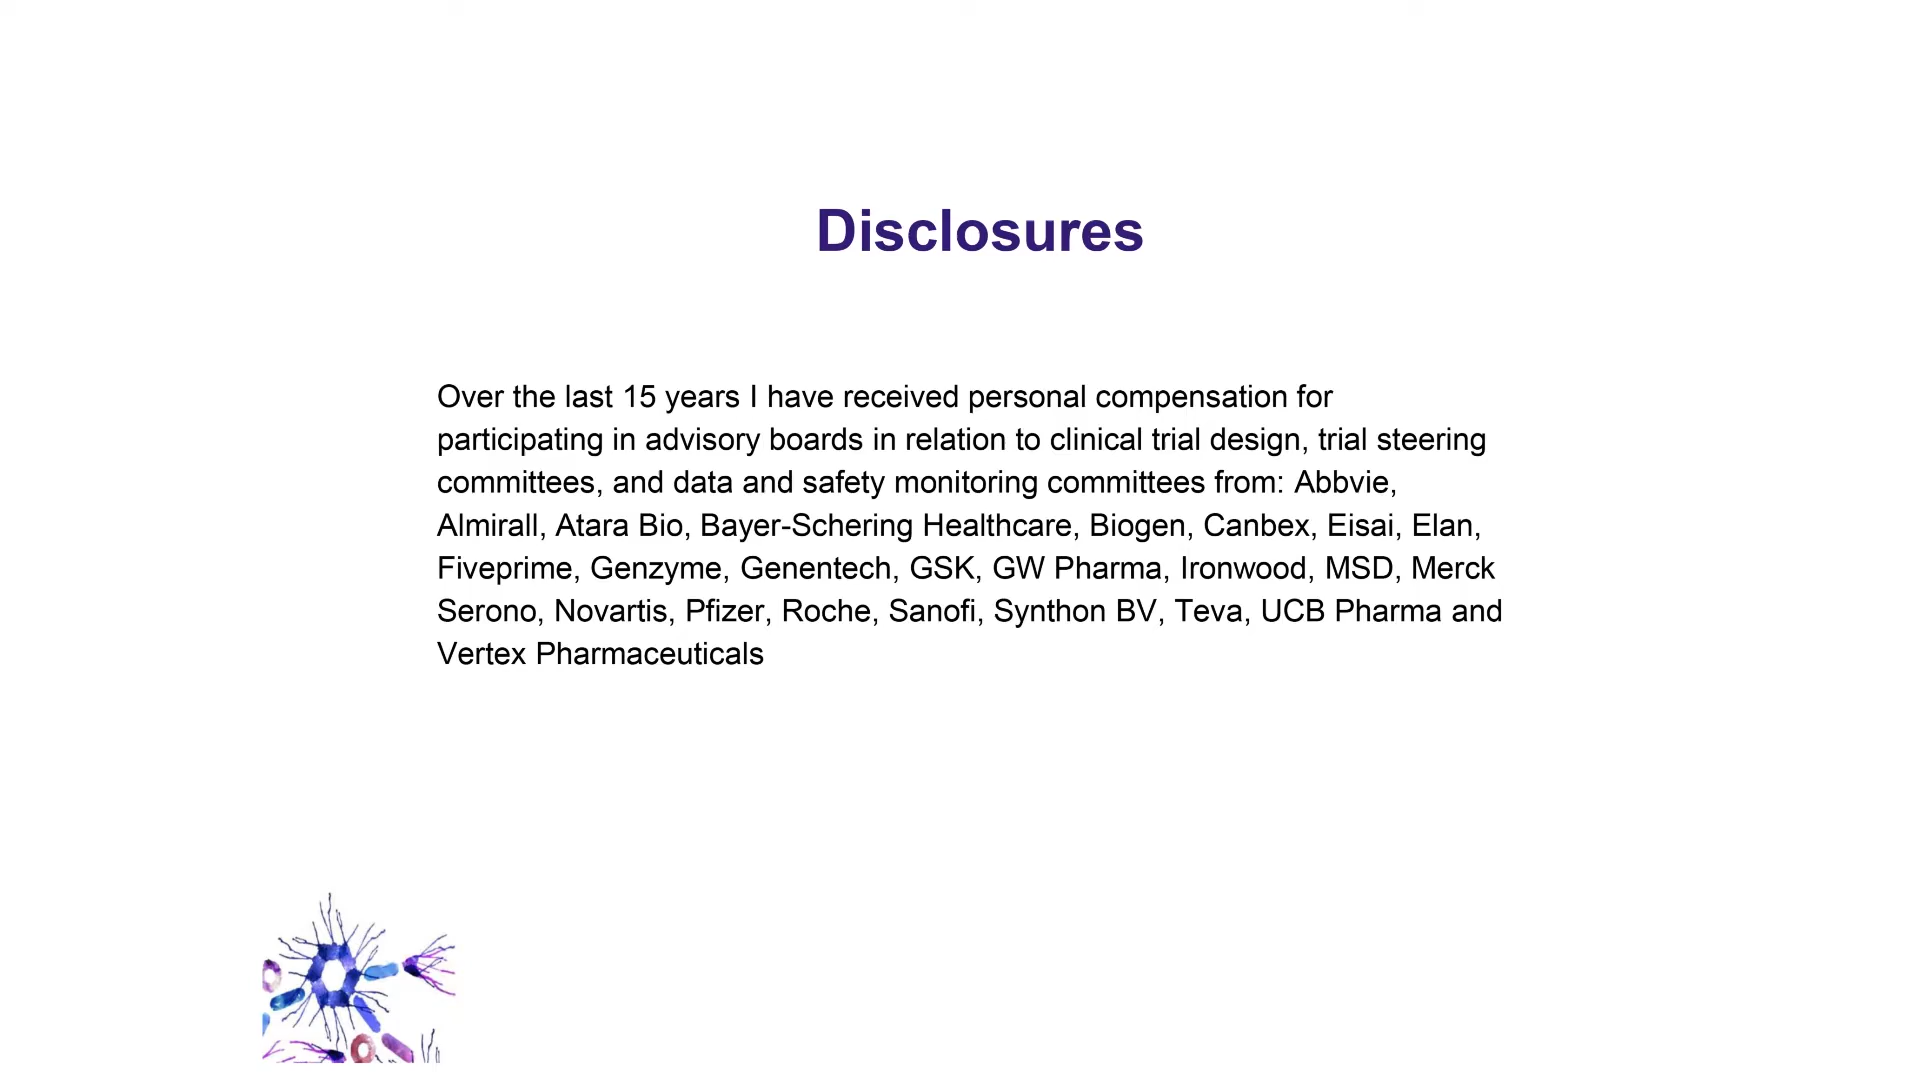 Disclosures
Over the last 15 years I have received personal compensation for
participating in advisory boards in relation to clinical trial design, trial steering
committees, and data and safety monitoring committees from: Abbvie,
Almirall, Atara Bio, Bayer-Schering Healthcare, Biogen, Canbex, Eisai, Elan,
Fiveprime, Genzyme, Genentech, GSK, GW Pharma, Ironwood, MSD, Merck
Serono, Novartis, Pfizer, Roche, Sanofi, Synthon BV, Teva, UCB Pharma and
Vertex Pharmaceuticals